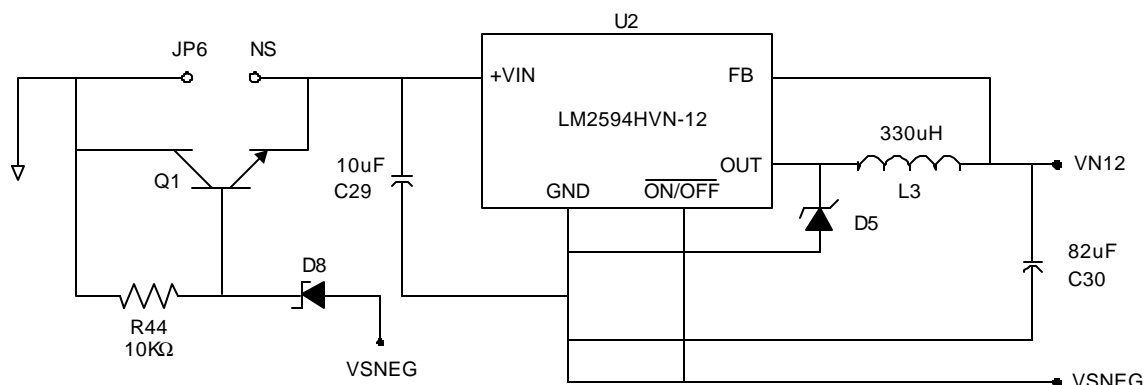 U2
JP6 NS
+VIN FB
LM2594HVN-12
330uH
10uF
C29
OUT
VN12
Q1
GND ON/OFF
L3
D5
82uF
C30
D8
R44
10KΩ
VSNEG
VSNEG